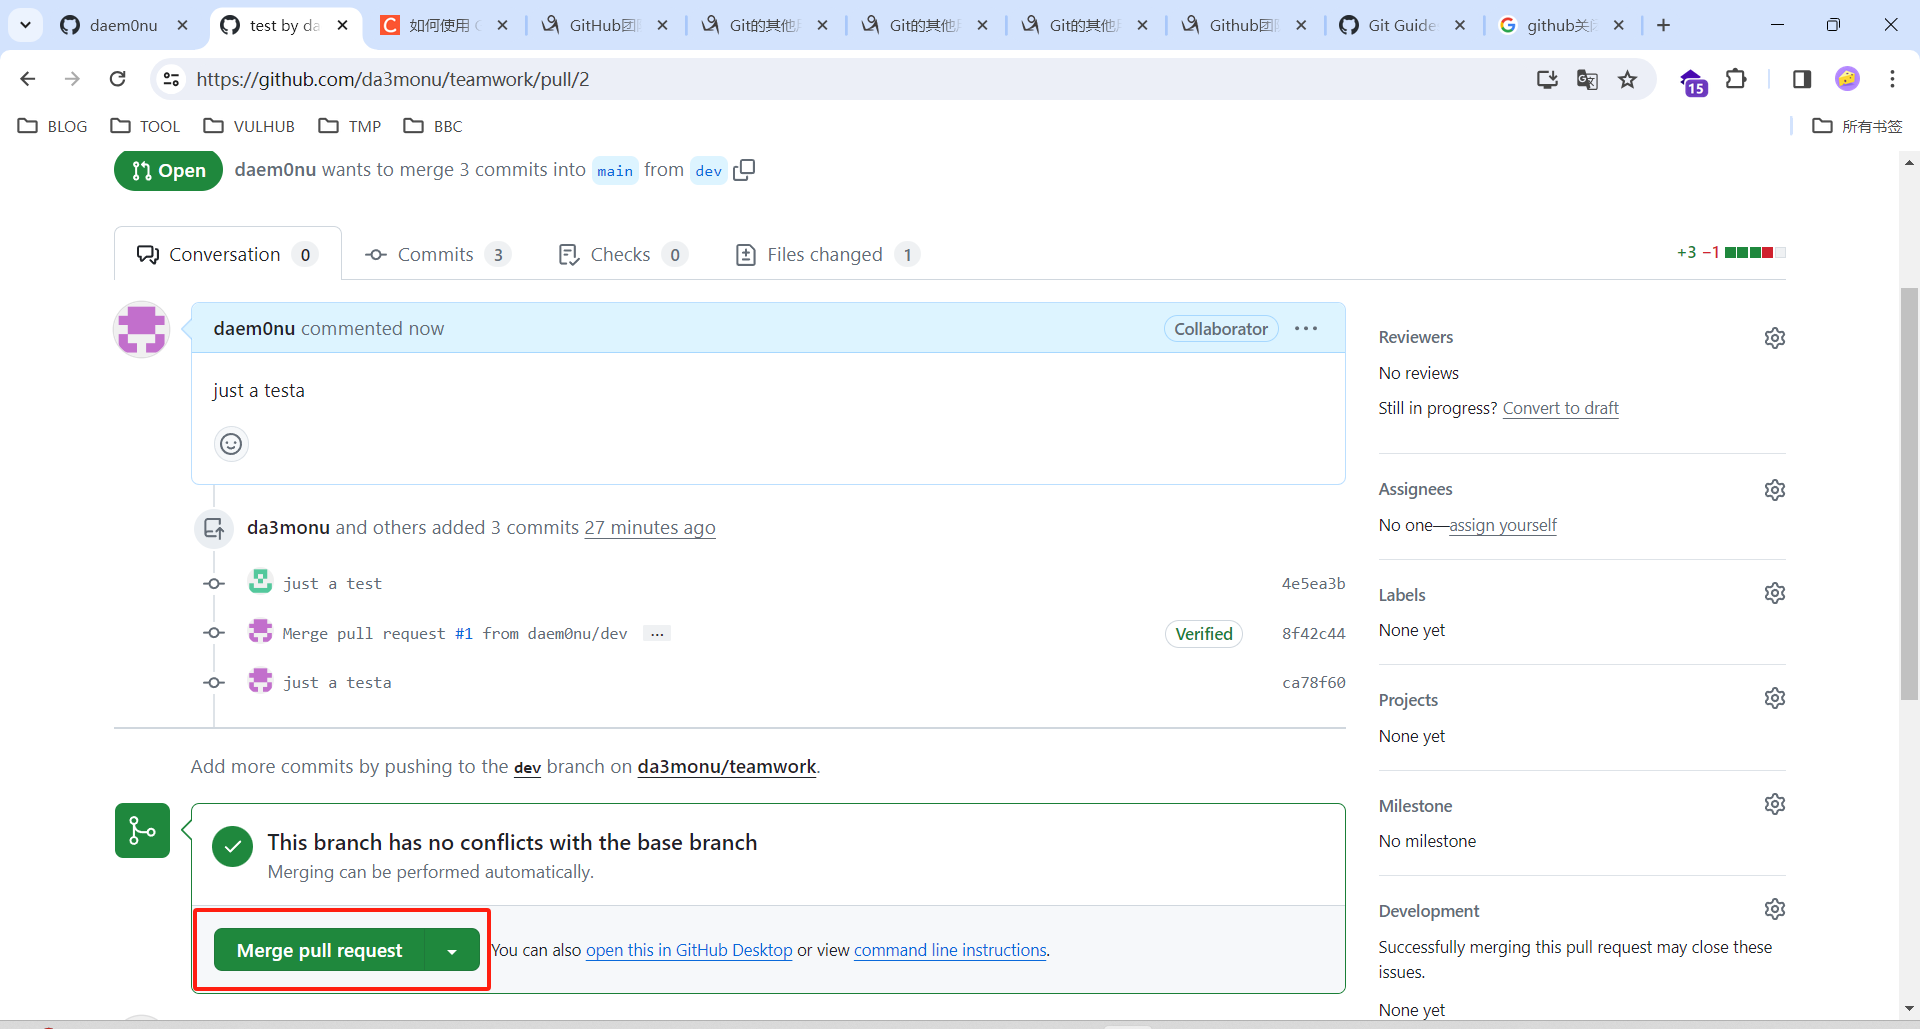 daem0nu
test by da
如何使用
GitHub团
Git的其他
Git的其他
Git的其他
Github团
Git Guide
github关
https://github.com/da3monu/teamwork/pull/2
15
BLOG
TOOL
VULHUB
TMP
BBC
所有书签
Open
daem0nu wants to merge 3 commits into main from dev
Conversation 0
Commits 3
Checks 0
Files changed 1
+3 −1
daem0nu commented now
Collaborator
just a testa
da3monu and others added 3 commits 27 minutes ago
just a test
4e5ea3b
Merge pull request #1 from daem0nu/dev ...
Verified
8f42c44
just a testa
ca78f60
Add more commits by pushing to the dev branch on da3monu/teamwork.
This branch has no conflicts with the base branch
Merging can be performed automatically.
Merge pull request
You can also open this in GitHub Desktop or view command line instructions.
Reviewers
No reviews
Still in progress? Convert to draft
Assignees
No one—assign yourself
Labels
None yet
Projects
None yet
Milestone
No milestone
Development
Successfully merging this pull request may close these
issues.
None yet